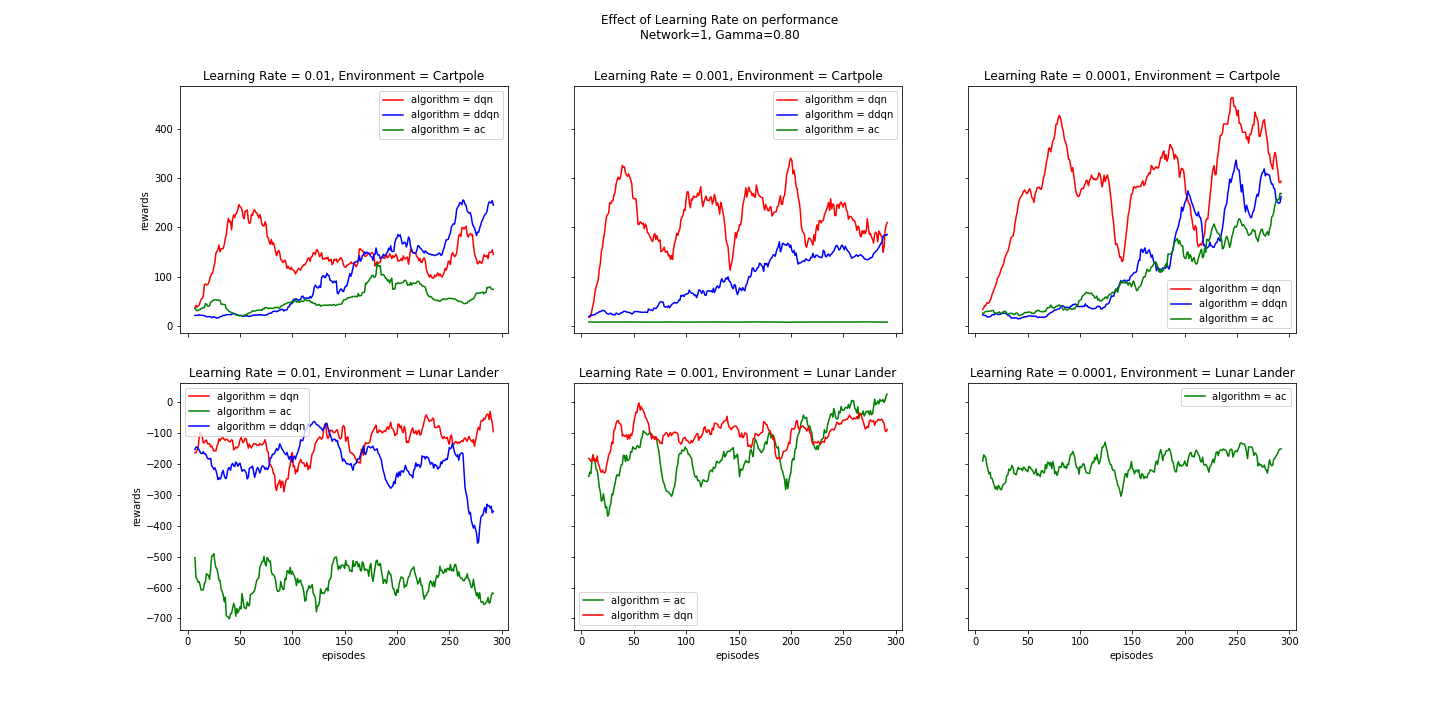 Effect of Learning Rate on performance
Network=1, Gamma=0.80
Learning Rate = 0.01, Environment = Cartpole
algorithm = dqn
algorithm = ddqn
algorithm = ac
rewards
400
300
200
100
0
Learning Rate = 0.001, Environment = Cartpole
algorithm = dqn
algorithm = ddqn
algorithm = ac
Learning Rate = 0.0001, Environment = Cartpole
algorithm = dqn
algorithm = ddqn
algorithm = ac
Learning Rate = 0.01, Environment = Lunar Lander
algorithm = dqn
algorithm = ac
algorithm = ddqn
rewards
0
−100
−200
−300
−400
−500
−600
−700
0 50 100 150 200 250 300
episodes
Learning Rate = 0.001, Environment = Lunar Lander
algorithm = ac
algorithm = dqn
0 50 100 150 200 250 300
episodes
Learning Rate = 0.0001, Environment = Lunar Lander
algorithm = ac
0 50 100 150 200 250 300
episodes